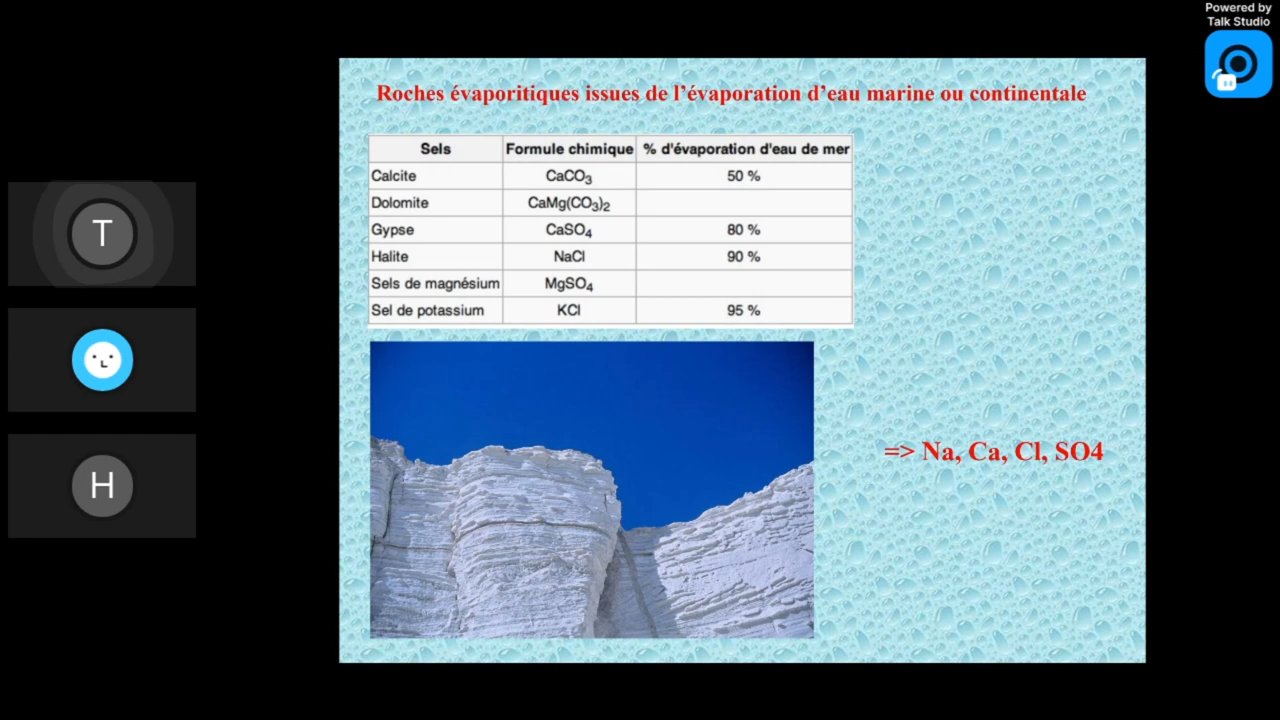 Powered by
Talk Studio
Roches évaporitiques issues de l’évaporation d’eau marine ou continentale
Sels Formule chimique % d'évaporation d'eau de mer
Calcite CaCO3 50 %
Dolomite CaMg(CO3)2
Gypse CaSO4 80 %
Halite NaCl 90 %
Sels de magnésium MgSO4
Sel de potassium KCl 95 %
=> Na, Ca, Cl, SO4
T
H